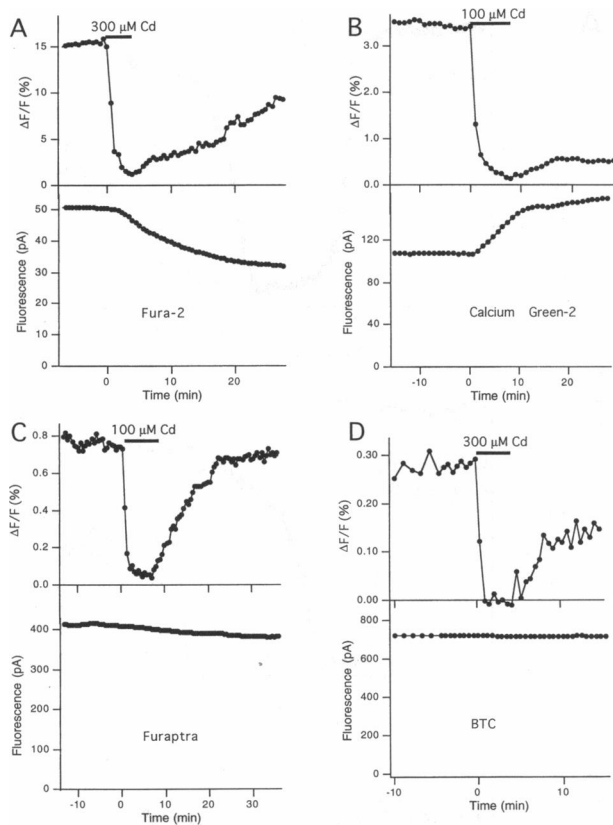 A
300 μM Cd
ΔF/F (%)
15
10
5
0
Fluorescence (pA)
50
40
30
20
10
0
Fura-2
0
10
20
Time (min)
B
100 μM Cd
ΔF/F (%)
3.0
2.0
1.0
0.0
Fluorescence (pA)
120
80
40
0
Calcium Green-2
-10
0
10
20
Time (min)
C
100 μM Cd
ΔF/F (%)
0.8
0.6
0.4
0.2
0.0
Fluorescence (pA)
400
300
200
100
0
Furaptra
-10
0
10
20
30
Time (min)
D
300 μM Cd
ΔF/F (%)
0.30
0.20
0.10
0.00
Fluorescence (pA)
800
600
400
200
0
BTC
-10
0
10
Time (min)